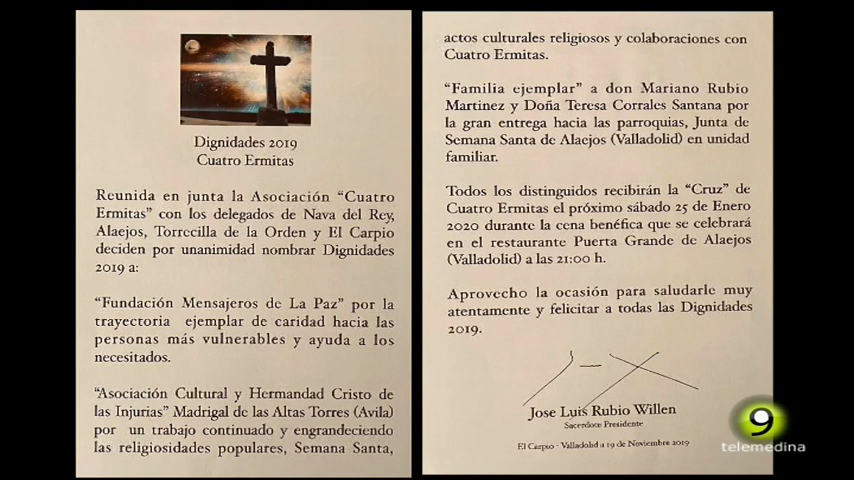 Dignidades 2019
Cuatro Ermitas
Reunida en junta la Asociación “Cuatro
Ermitas” con los delegados de Nava del Rey,
Alaejos, Torrecilla de la Orden y El Carpio
deciden por unanimidad nombrar Dignidades
2019 a:
“Fundación Mensajeros de La Paz” por la
trayectoria ejemplar de caridad hacia las
personas más vulnerables y ayuda a los
necesitados.
“Asociación Cultural y Hermandad Cristo de
las Injurias” Madrigal de las Altas Torres (Avila)
por un trabajo continuado y engrandeciendo
las religiosidades populares, Semana Santa,
actos culturales religiosos y colaboraciones con
Cuatro Ermitas.
“Familia ejemplar” a don Mariano Rubio
Martinez y Doña Teresa Corrales Santana por
la gran entrega hacia las parroquias, Junta de
Semana Santa de Alaejos (Valladolid) en unidad
familiar.
Todos los distinguidos recibirán la “Cruz” de
Cuatro Ermitas el próximo sábado 25 de Enero
2020 durante la cena benéfica que se celebrará
en el restaurante Puerta Grande de Alaejos
(Valladolid) a las 21:00 h.
Aprovecho la ocasión para saludarle muy
atentamente y felicitar a todas las Dignidades
2019.
Jose Luis Rubio Willen
Sacerdote Presidente
El Carpio - Valladolid a 19 de Noviembre 2019
9
telemedina